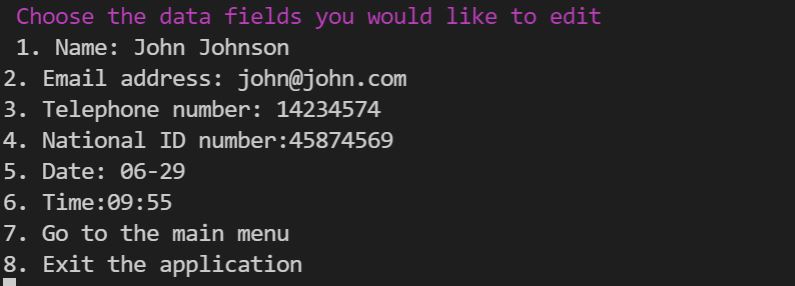 Choose the data fields you would like to edit
1. Name: John Johnson
2. Email address: john@john.com
3. Telephone number: 14234574
4. National ID number:45874569
5. Date: 06-29
6. Time:09:55
7. Go to the main menu
8. Exit the application